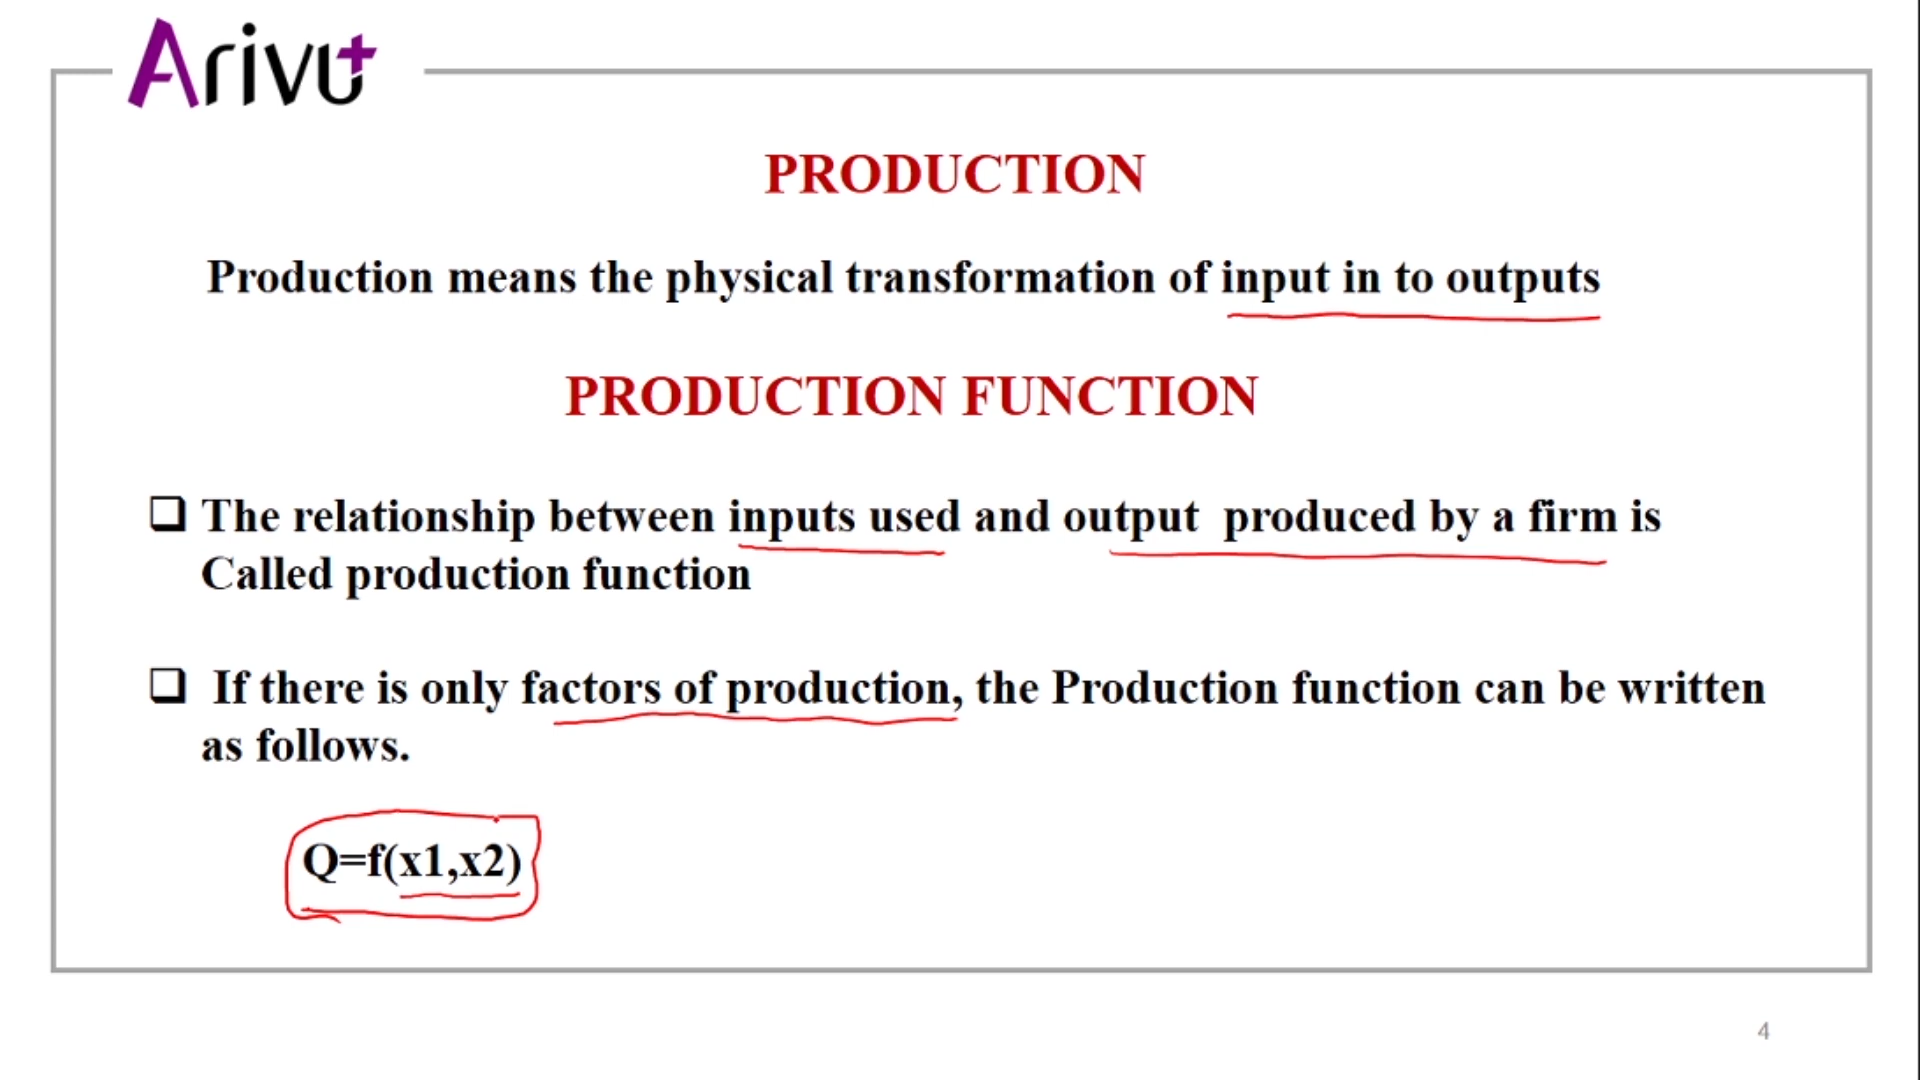 Arivu+
PRODUCTION
Production means the physical transformation of input in to outputs
PRODUCTION FUNCTION
❑ The relationship between inputs used and output produced by a firm is
Called production function
❑ If there is only factors of production, the Production function can be written
as follows.
Q=f(x1,x2)
4